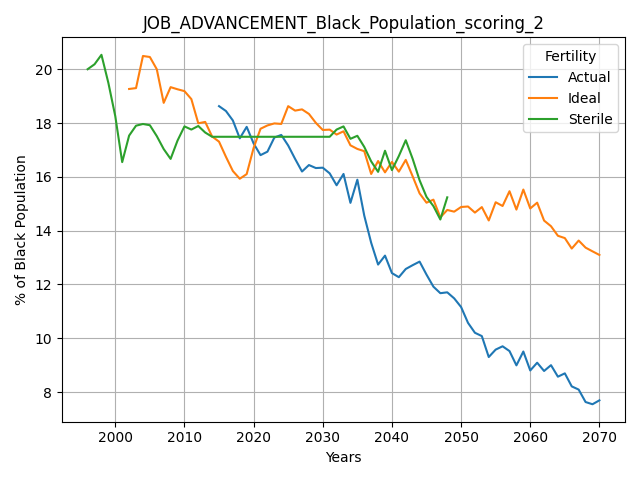 JOB_ADVANCEMENT_Black_Population_scoring_2
% of Black Population
20
18
16
14
12
10
8
Fertility
Actual
Ideal
Sterile
2000 2010 2020 2030 2040 2050 2060 2070
Years